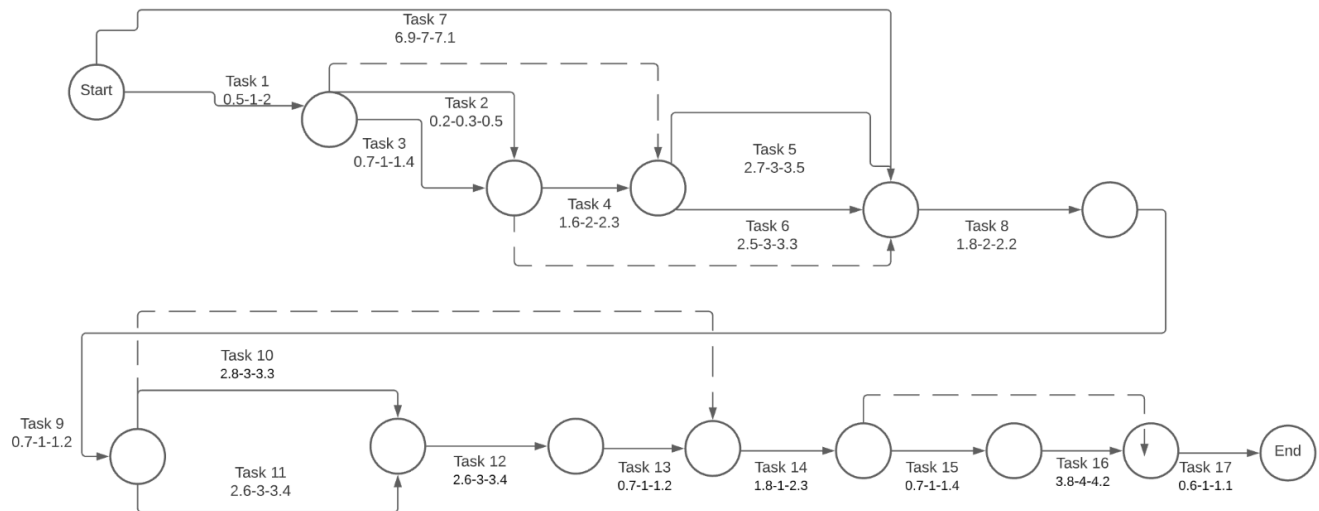 Task 7
6.9-7-7.1
Start
Task 1
0.5-1-2
Task 2
0.2-0.3-0.5
Task 3
0.7-1-1.4
Task 4
1.6-2-2.3
Task 5
2.7-3-3.5
Task 6
2.5-3-3.3
Task 8
1.8-2-2.2
Task 9
0.7-1-1.2
Task 10
2.8-3-3.3
Task 11
2.6-3-3.4
Task 12
2.6-3-3.4
Task 13
0.7-1-1.2
Task 14
1.8-1-2.3
Task 15
0.7-1-1.4
Task 16
3.8-4-4.2
Task 17
0.6-1-1.1
End